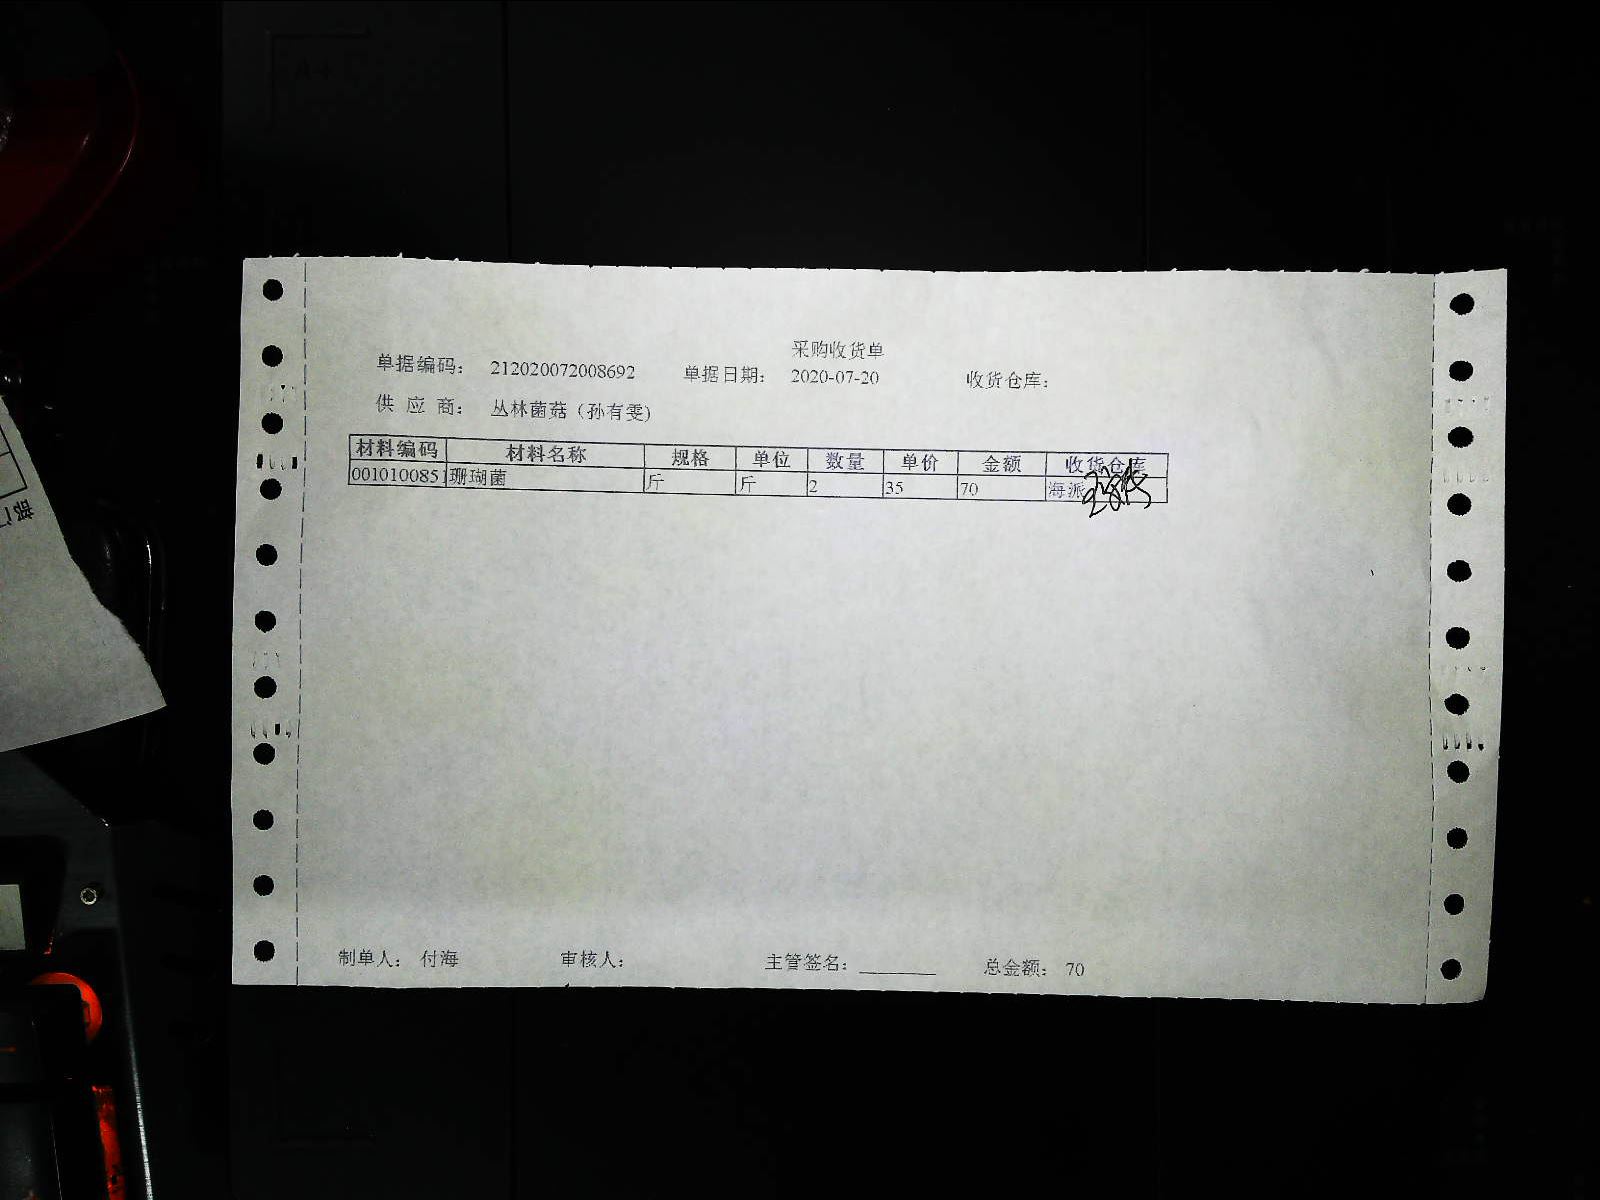 采购收货单
单据编码： 212020072008692 单据日期： 2020-07-20 收货仓库：
供 应 商： 丛林菌菇（孙有雯）
材料编码 材料名称 规格 单位 数量 单价 金额 收货仓库
001010085 珊瑚菌 斤 斤 2 35 70 海派
制单人： 付海 审核人： 主管签名： ________ 总金额： 70
部门